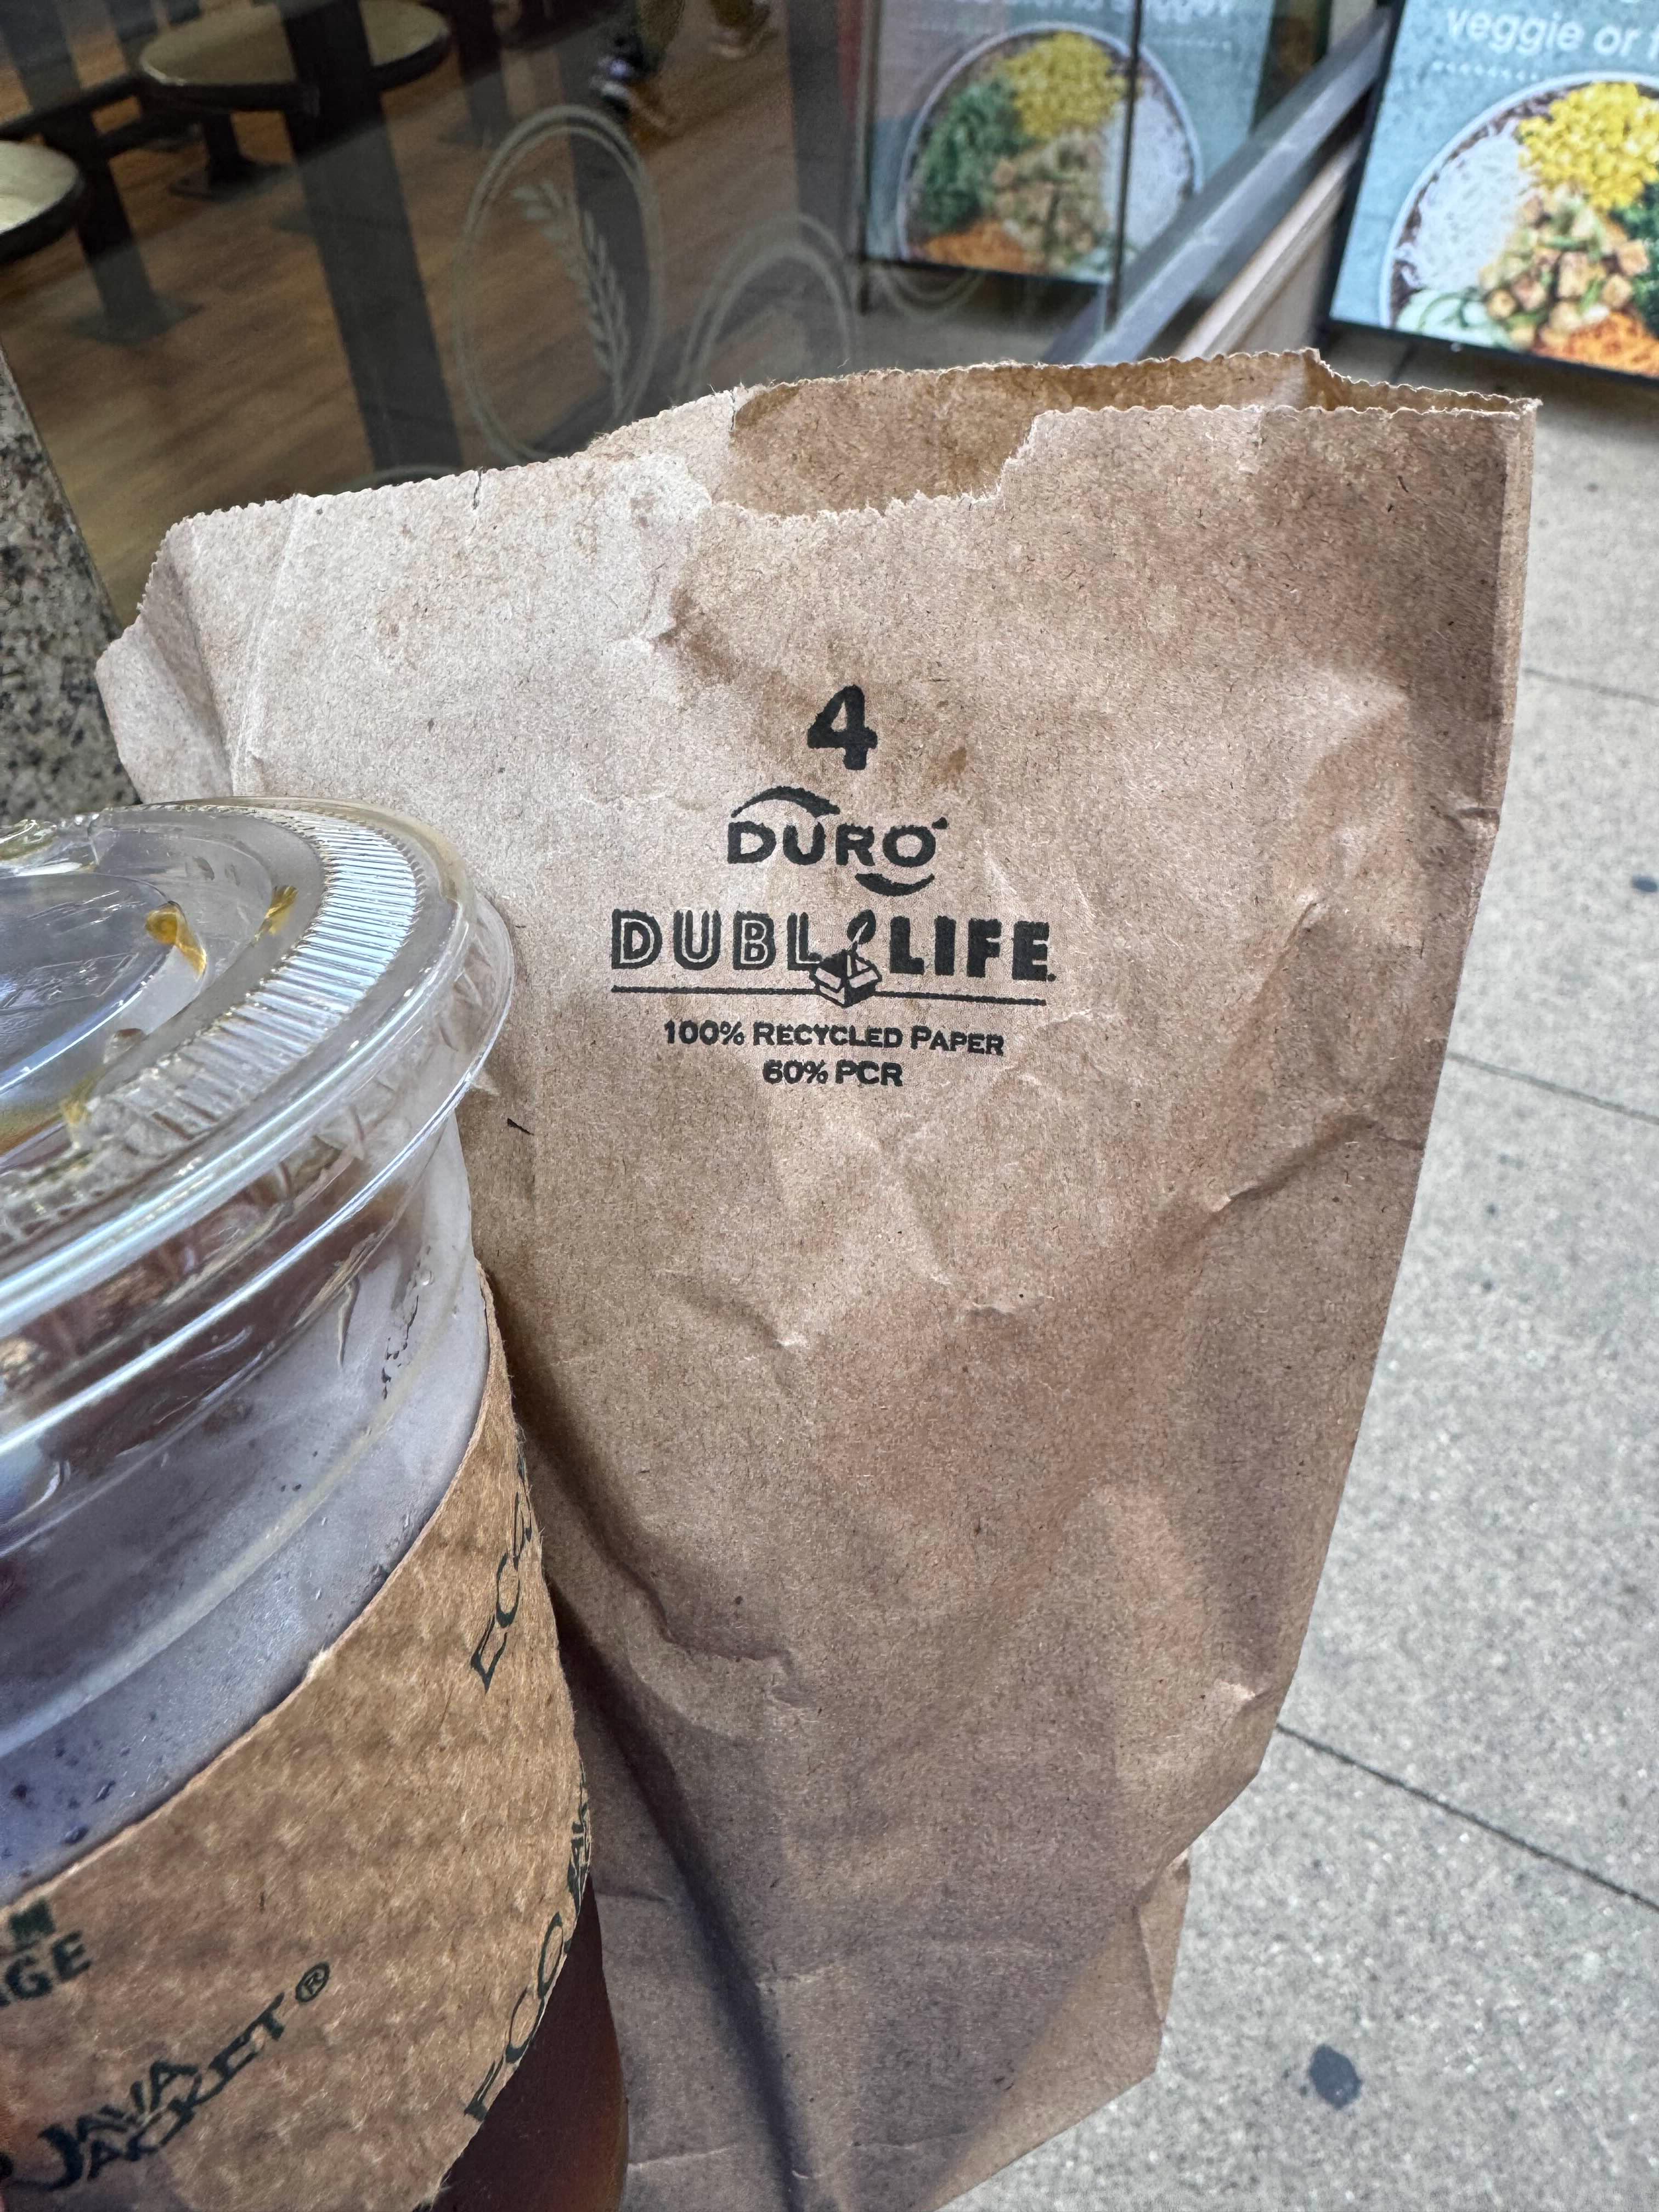 veggie or
4
DURO
DUBL LIFE
100% RECYCLED PAPER
60% PCR
JAVA
JACKET®